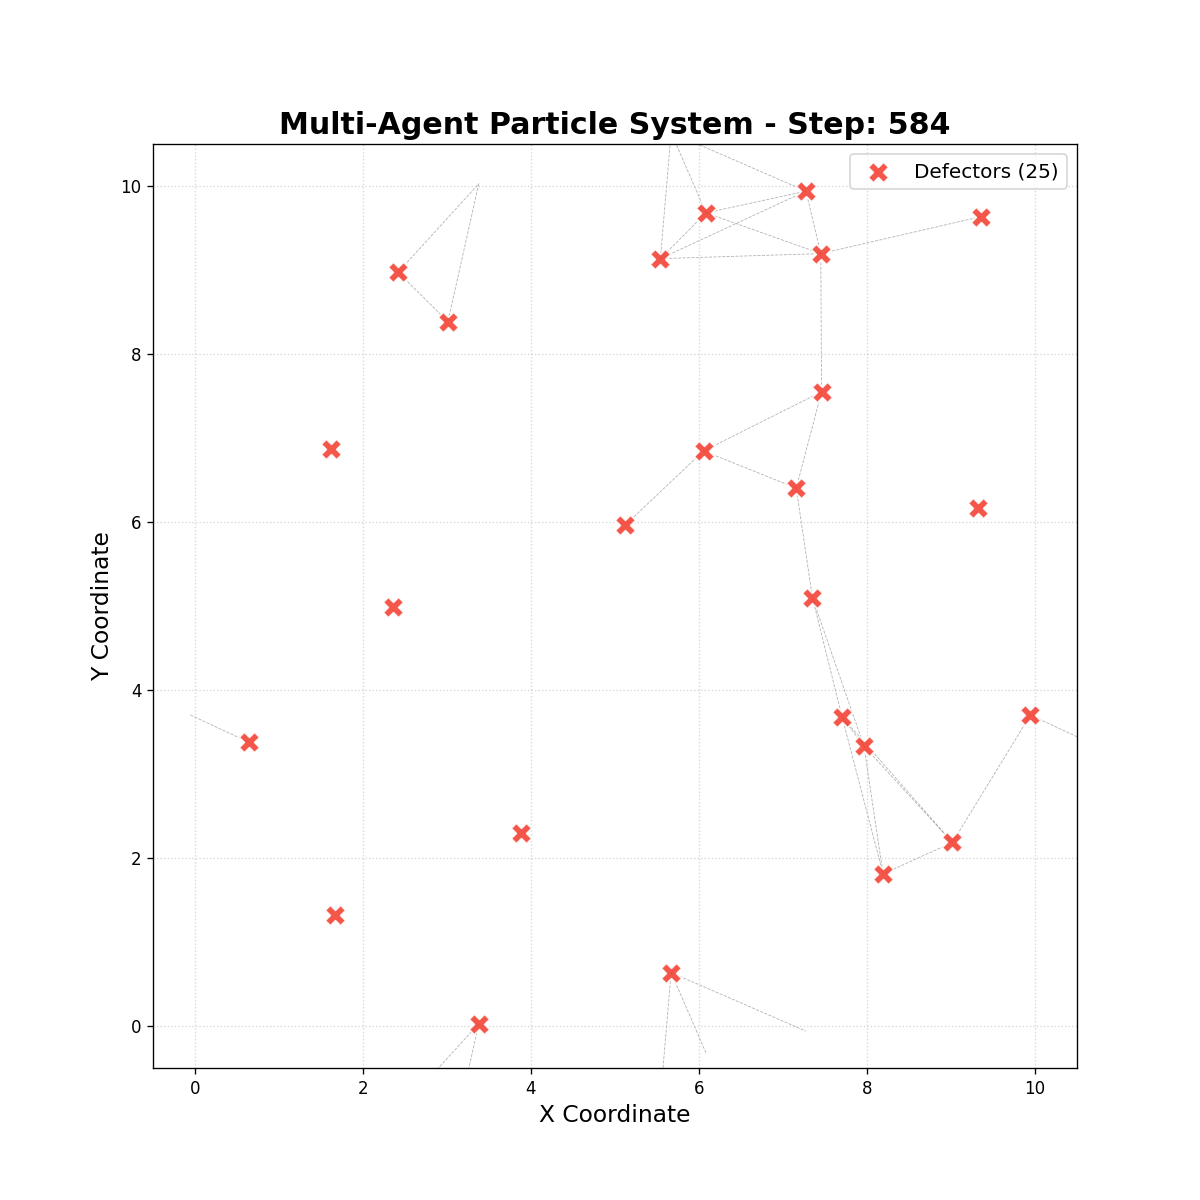 Multi-Agent Particle System - Step: 584
Defectors (25)
10
8
6
4
2
0
Y Coordinate
0 2 4 6 8 10
X Coordinate